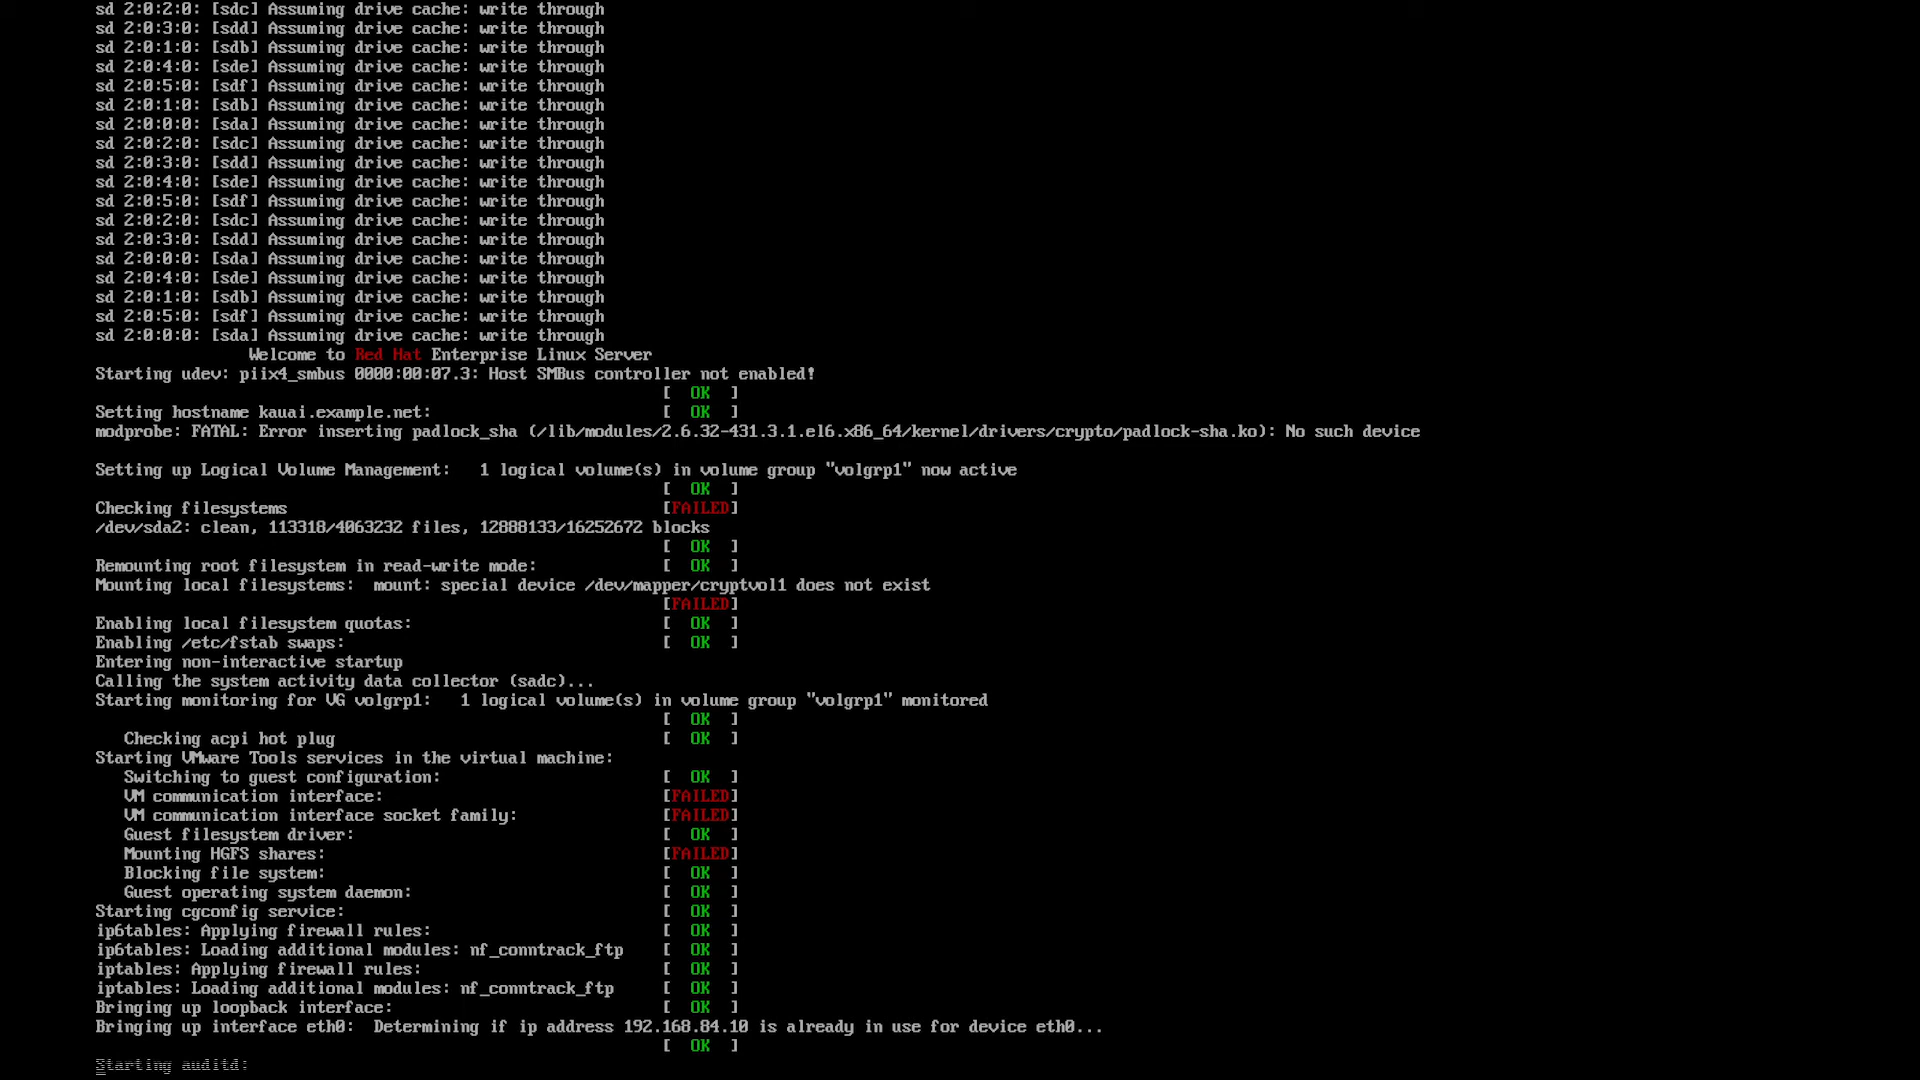 sd 2:0:2:0: [sdc] Assuming drive cache: write through
sd 2:0:3:0: [sdd] Assuming drive cache: write through
sd 2:0:1:0: [sdb] Assuming drive cache: write through
sd 2:0:4:0: [sde] Assuming drive cache: write through
sd 2:0:5:0: [sdf] Assuming drive cache: write through
sd 2:0:1:0: [sdb] Assuming drive cache: write through
sd 2:0:0:0: [sda] Assuming drive cache: write through
sd 2:0:2:0: [sdc] Assuming drive cache: write through
sd 2:0:3:0: [sdd] Assuming drive cache: write through
sd 2:0:4:0: [sde] Assuming drive cache: write through
sd 2:0:5:0: [sdf] Assuming drive cache: write through
sd 2:0:2:0: [sdc] Assuming drive cache: write through
sd 2:0:3:0: [sdd] Assuming drive cache: write through
sd 2:0:0:0: [sda] Assuming drive cache: write through
sd 2:0:4:0: [sde] Assuming drive cache: write through
sd 2:0:1:0: [sdb] Assuming drive cache: write through
sd 2:0:5:0: [sdf] Assuming drive cache: write through
sd 2:0:0:0: [sda] Assuming drive cache: write through
Welcome to Red Hat Enterprise Linux Server
Starting udev: piix4_smbus 0000:00:07.3: Host SMBus controller not enabled!
[  OK  ]
Setting hostname kauai.example.net: [  OK  ]
modprobe: FATAL: Error inserting padlock_sha (/lib/modules/2.6.32-431.3.1.el6.x86_64/kernel/drivers/crypto/padlock-sha.ko): No such device
Setting up Logical Volume Management:   1 logical volume(s) in volume group "volgrp1" now active
[  OK  ]
Checking filesystems [FAILED]
/dev/sda2: clean, 113318/4063232 files, 12888133/16252672 blocks
[  OK  ]
Remounting root filesystem in read-write mode: [  OK  ]
Mounting local filesystems:  mount: special device /dev/mapper/cryptvol1 does not exist
[FAILED]
Enabling local filesystem quotas: [  OK  ]
Enabling /etc/fstab swaps: [  OK  ]
Entering non-interactive startup
Calling the system activity data collector (sadc)...
Starting monitoring for VG volgrp1:   1 logical volume(s) in volume group "volgrp1" monitored
[  OK  ]
Checking acpi hot plug [  OK  ]
Starting VMware Tools services in the virtual machine:
Switching to guest configuration: [  OK  ]
VM communication interface: [FAILED]
VM communication interface socket family: [FAILED]
Guest filesystem driver: [  OK  ]
Mounting HGFS shares: [FAILED]
Blocking file system: [  OK  ]
Guest operating system daemon: [  OK  ]
Starting cgconfig service: [  OK  ]
ip6tables: Applying firewall rules: [  OK  ]
ip6tables: Loading additional modules: nf_conntrack_ftp [  OK  ]
iptables: Applying firewall rules: [  OK  ]
iptables: Loading additional modules: nf_conntrack_ftp [  OK  ]
Bringing up loopback interface: [  OK  ]
Bringing up interface eth0:  Determining if ip address 192.168.84.10 is already in use for device eth0...
[  OK  ]
Starting auditd: